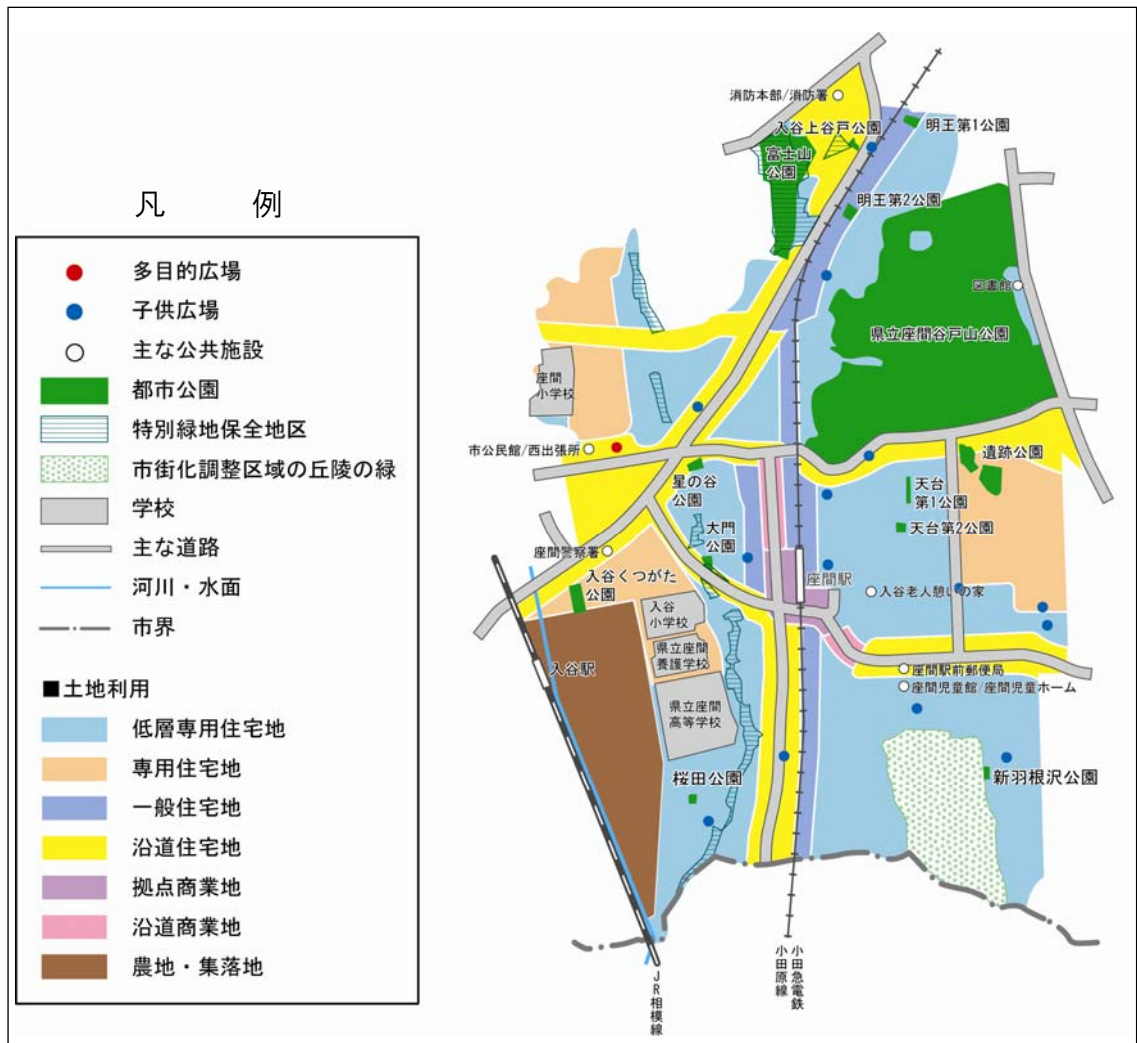 凡 例
多目的広場
子供広場
主な公共施設
都市公園
特別緑地保全地区
市街化調整区域の丘陵の緑
学校
主な道路
河川・水面
市界
■土地利用
低層専用住宅地
専用住宅地
一般住宅地
沿道住宅地
拠点商業地
沿道商業地
農地・集落地
消防本部/消防署
入谷上谷戸公園
明王第1公園
富士山
公園
明王第2公園
図書館
県立座間谷戸山公園
座間
小学校
市公民館/西出張所
星の谷
公園
遺跡公園
天台
第1公園
天台第2公園
大門
公園
座間警察署
座間駅
入谷くつがた
公園
入谷老人憩いの家
入谷
小学校
県立座間
養護学校
入谷駅
座間駅前郵便局
座間児童館/座間児童ホーム
県立座間
高等学校
桜田公園
新羽根沢公園
小田急電鉄
小田原線
JR相模線